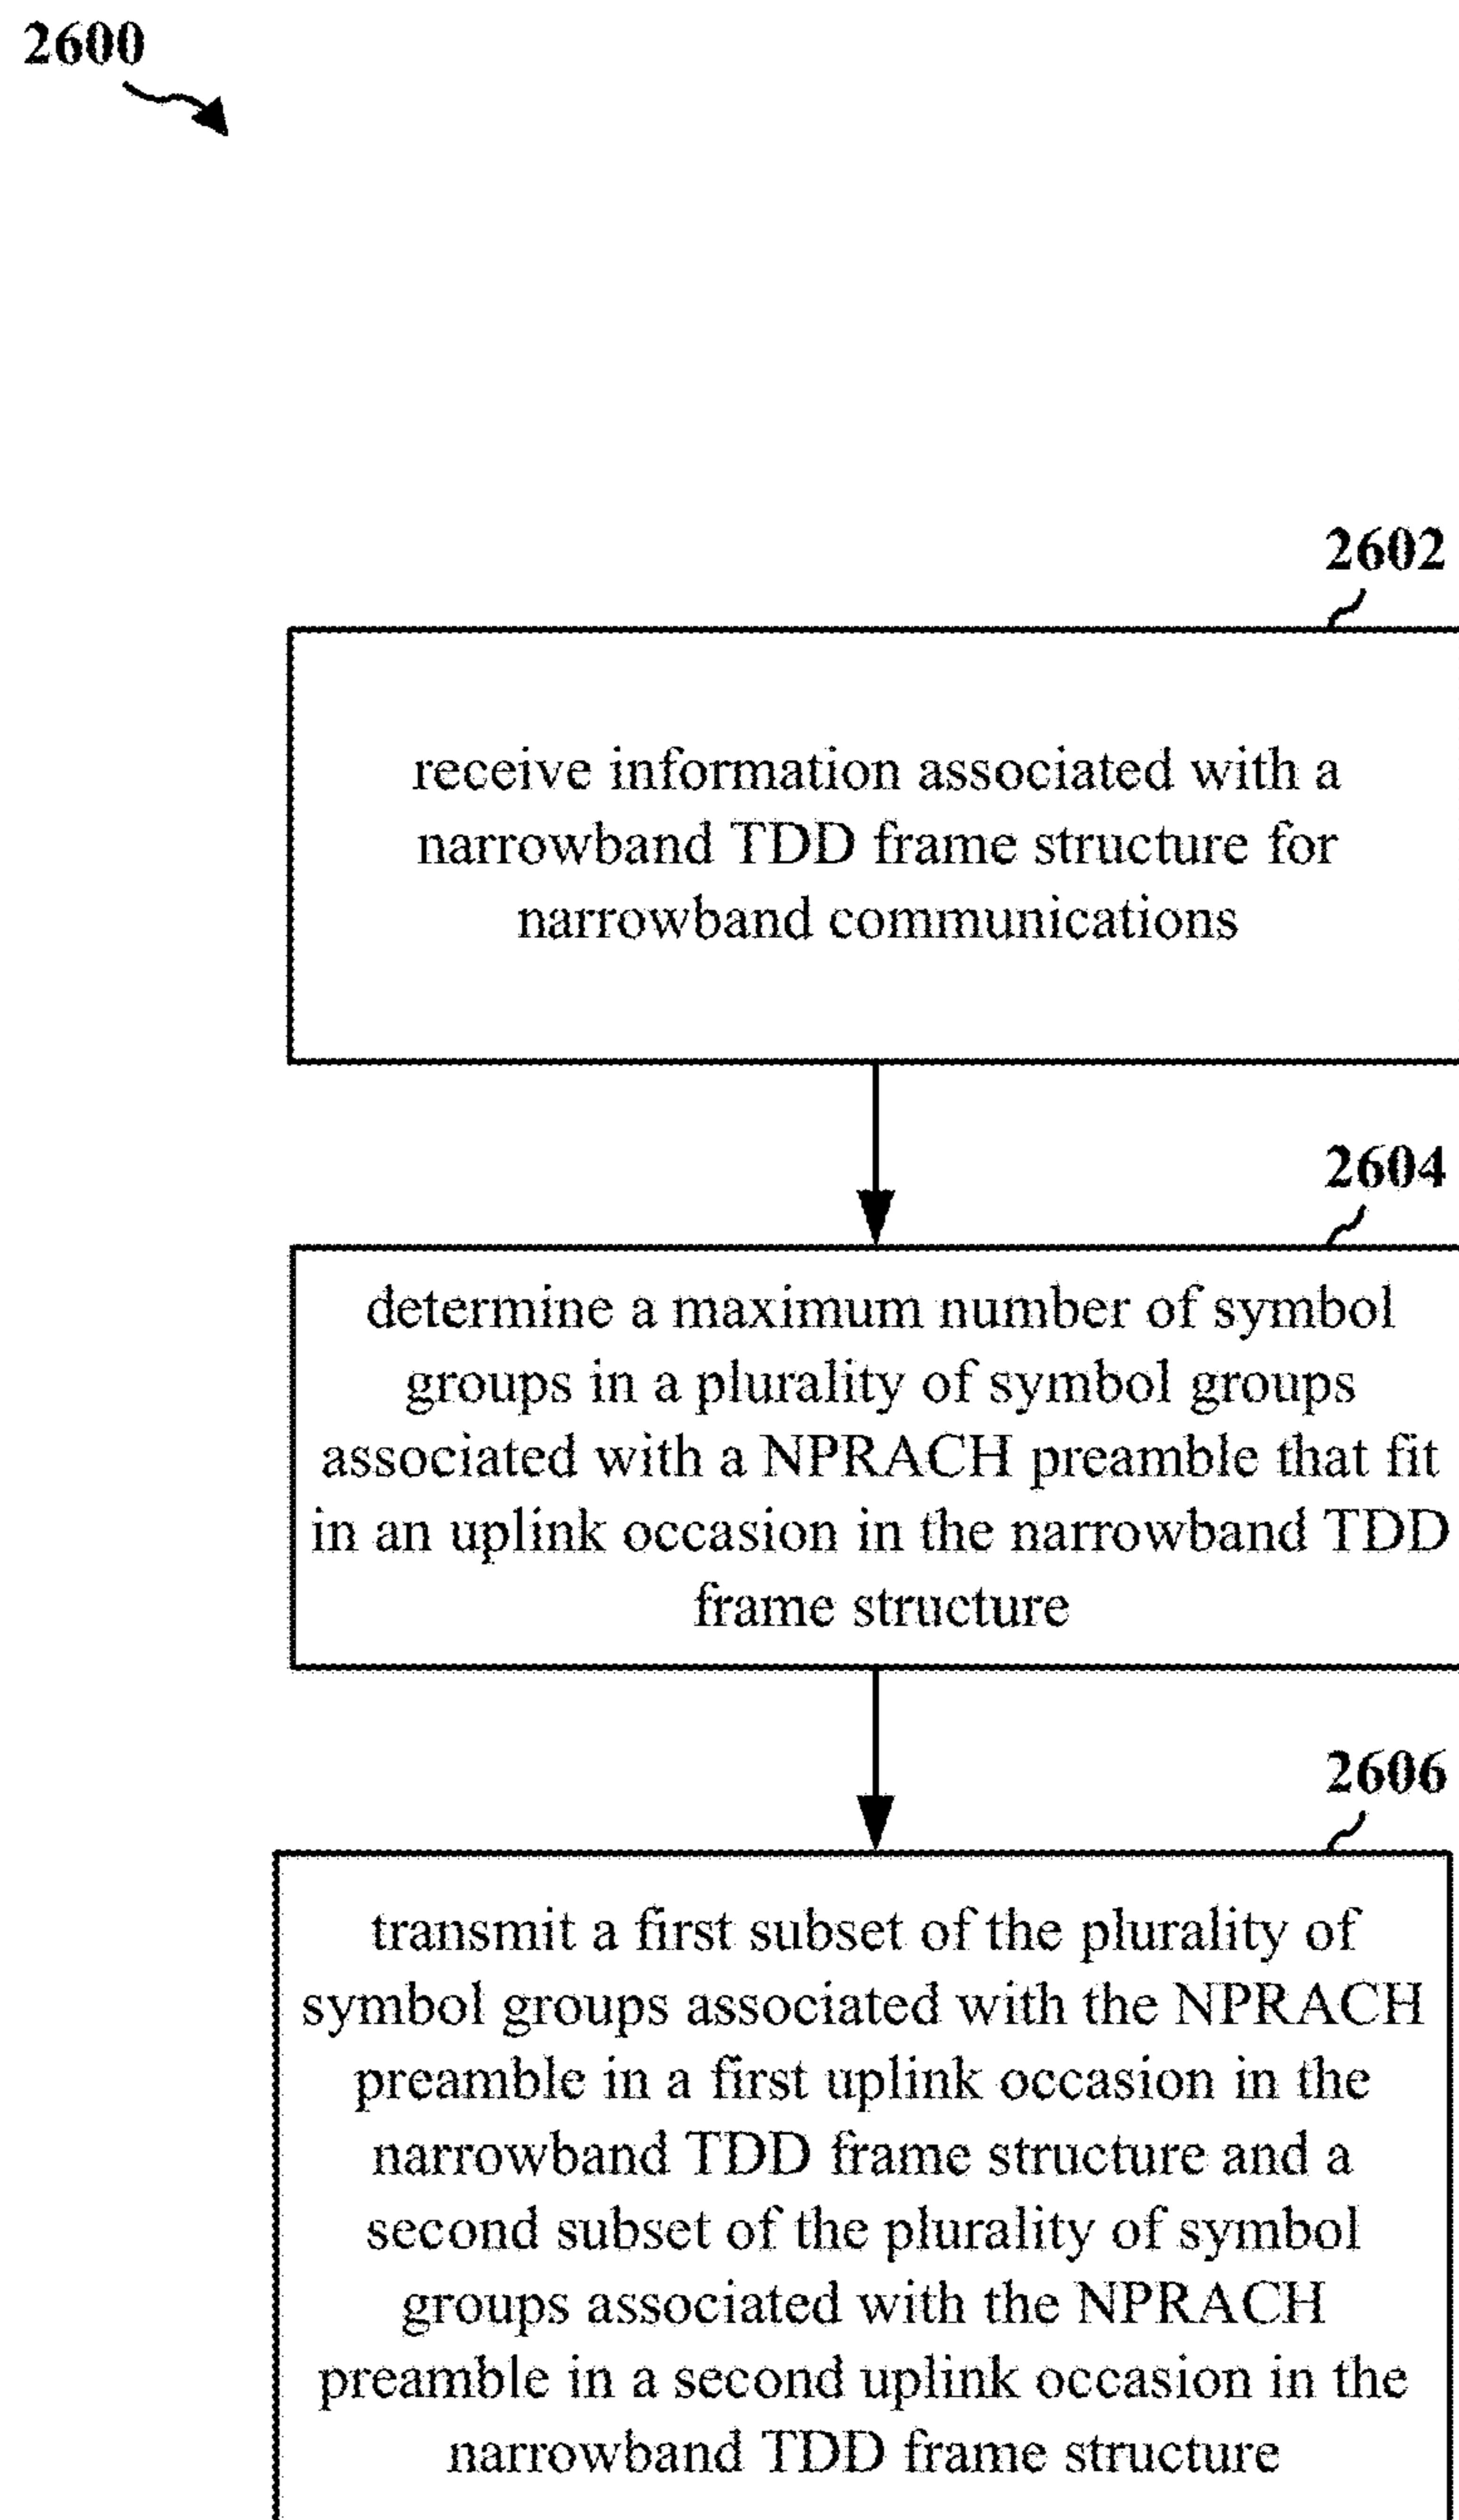 2600
2602
receive information associated with a
narrowband TDD frame structure for
narrowband communications
2604
determine a maximum number of symbol
groups in a plurality of symbol groups
associated with a NPRACH preamble that fit
in an uplink occasion in the narrowband TDD
frame structure
2606
transmit a first subset of the plurality of
symbol groups associated with the NPRACH
preamble in a first uplink occasion in the
narrowband TDD frame structure and a
second subset of the plurality of symbol
groups associated with the NPRACH
preamble in a second uplink occasion in the
narrowband TDD frame structure